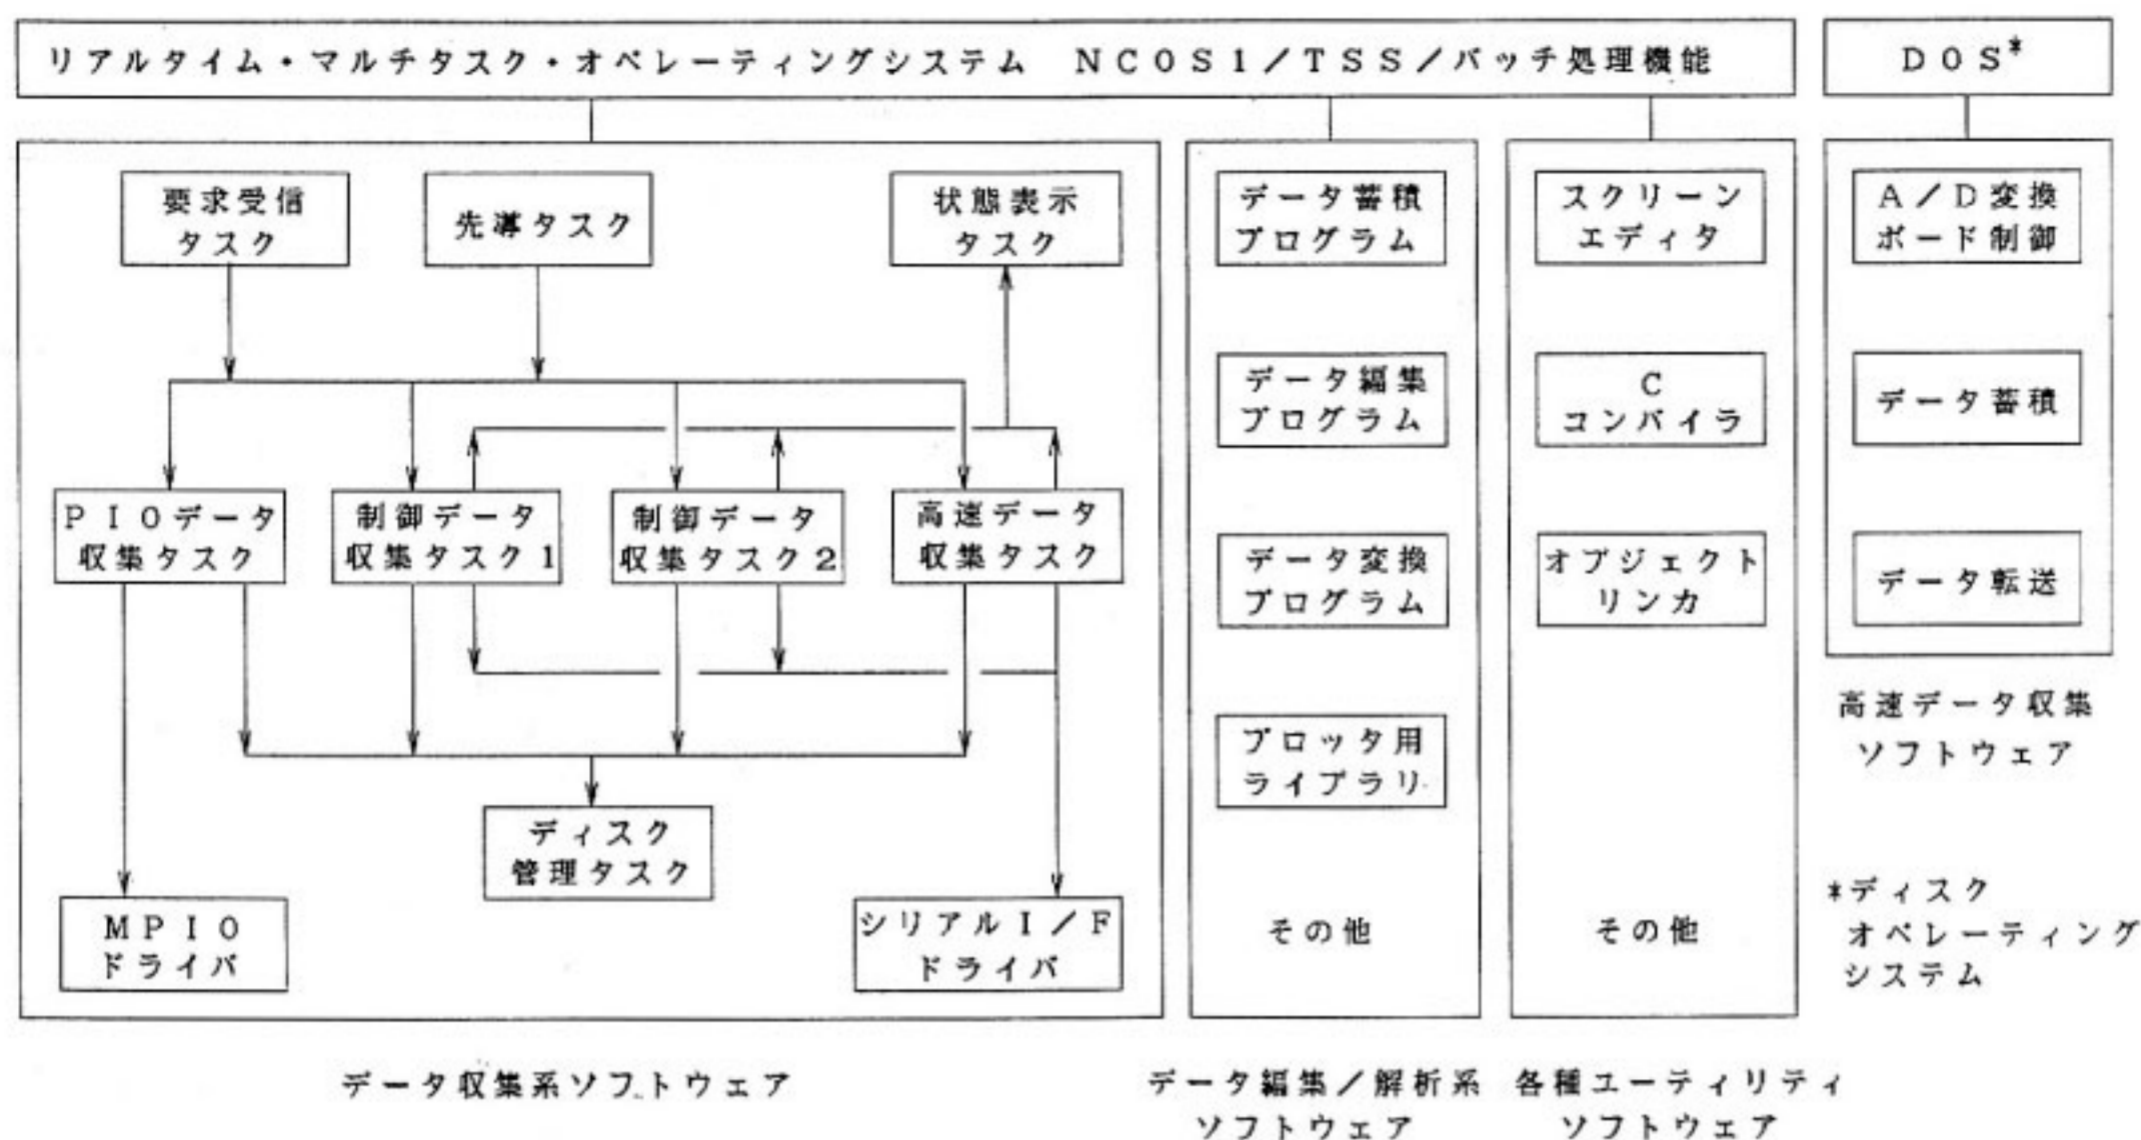 リアルタイム・マルチタスク・オペレーティングシステム　NCOS1／TSS／バッチ処理機能
DOS*
要求受信
タスク
先導タスク
状態表示
タスク
PIOデータ
収集タスク
制御データ
収集タスク1
制御データ
収集タスク2
高速データ
収集タスク
ディスク
管理タスク
MPIO
ドライバ
シリアルI／F
ドライバ
データ収集系ソフトウェア
データ蓄積
プログラム
データ編集
プログラム
データ変換
プログラム
プロッタ用
ライブラリ
その他
データ編集／解析系
ソフトウェア
スクリーン
エディタ
C
コンパイラ
オブジェクト
リンカ
その他
各種ユーティリティ
ソフトウェア
A／D変換
ボード制御
データ蓄積
データ転送
高速データ収集
ソフトウェア
*ディスク
オペレーティング
システム